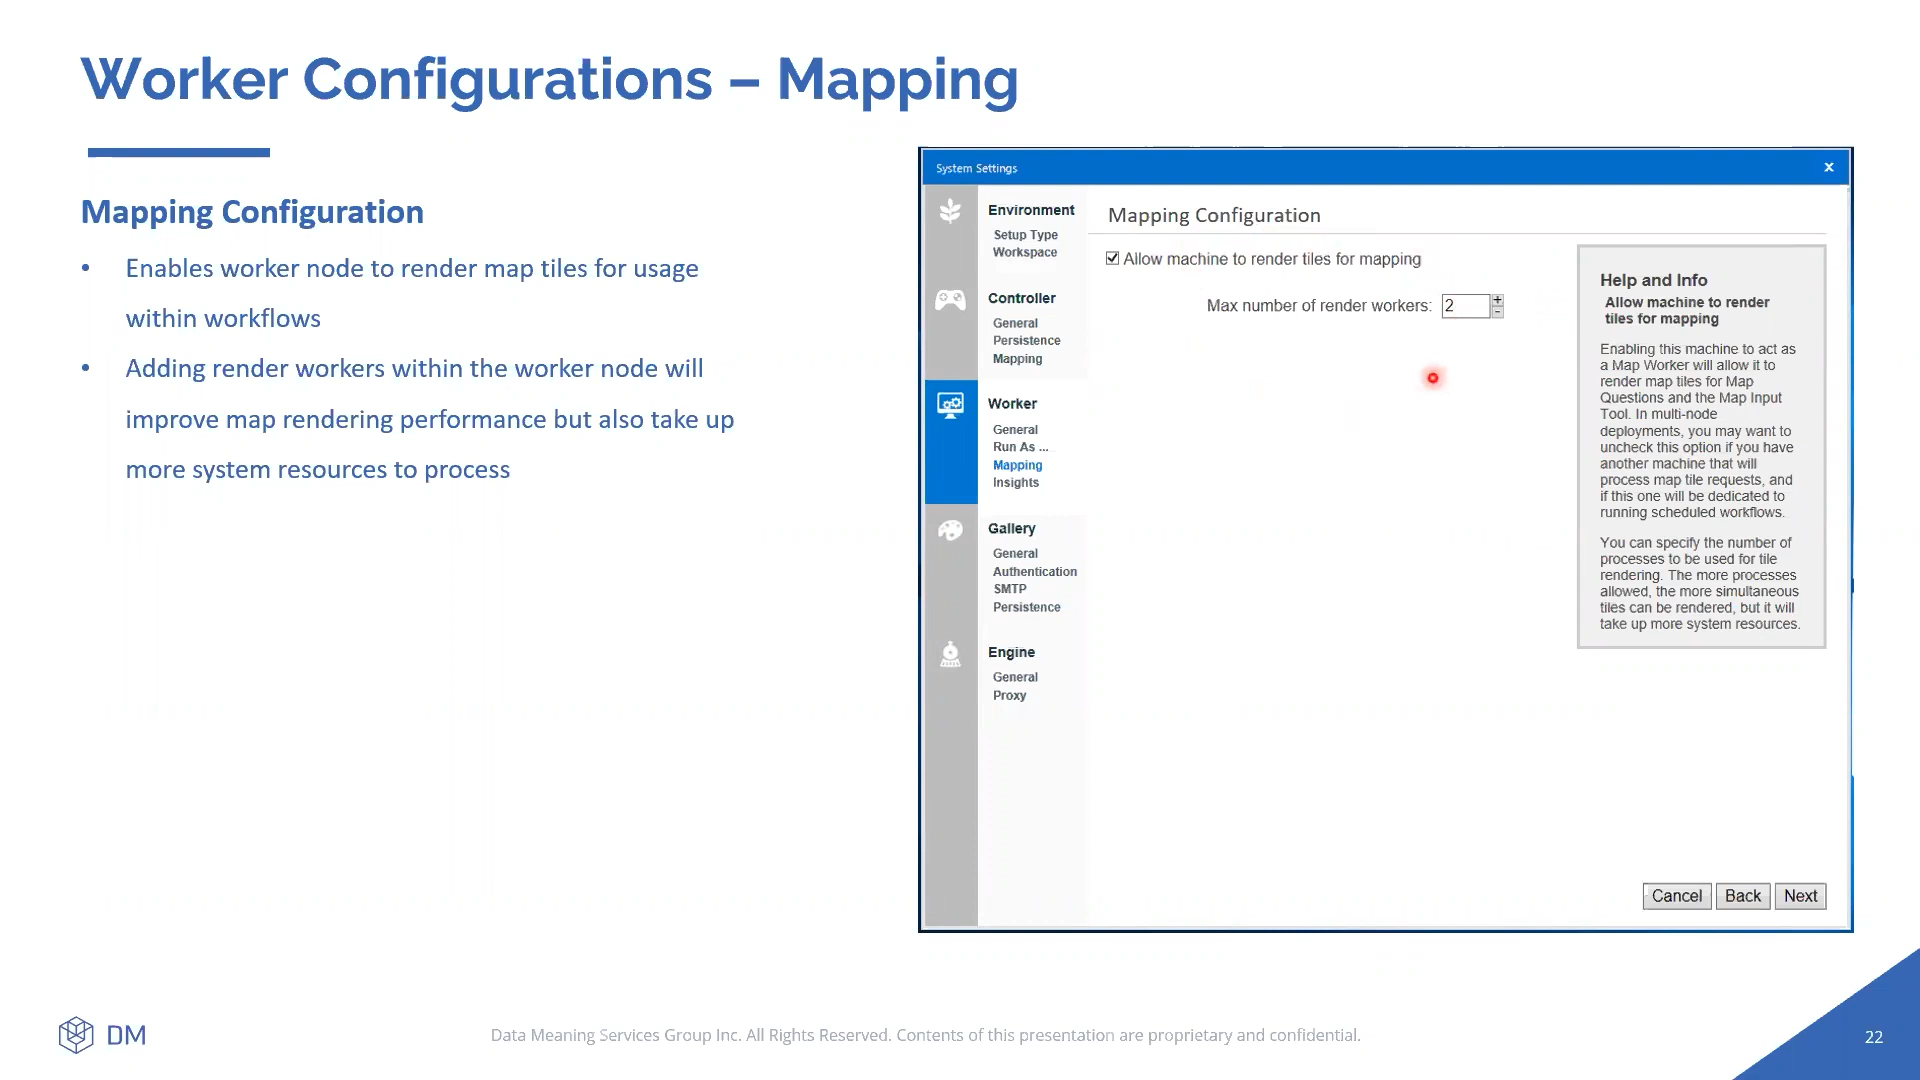 Worker Configurations – Mapping
Mapping Configuration
• Enables worker node to render map tiles for usage
within workflows
• Adding render workers within the worker node will
improve map rendering performance but also take up
more system resources to process
System Settings
x
Environment
Setup Type
Workspace
Controller
General
Persistence
Mapping
Worker
General
Run As ...
Mapping
Insights
Gallery
General
Authentication
SMTP
Persistence
Engine
General
Proxy
Mapping Configuration
Allow machine to render tiles for mapping
Max number of render workers: 2
+
-
Help and Info
Allow machine to render
tiles for mapping
Enabling this machine to act as
a Map Worker will allow it to
render map tiles for Map
Questions and the Map Input
Tool. In multi-node
deployments, you may want to
uncheck this option if you have
another machine that will
process map tile requests, and
if this one will be dedicated to
running scheduled workflows.
You can specify the number of
processes to be used for tile
rendering. The more processes
allowed, the more simultaneous
tiles can be rendered, but it will
take up more system resources.
Cancel Back Next
DM
Data Meaning Services Group Inc. All Rights Reserved. Contents of this presentation are proprietary and confidential.
22